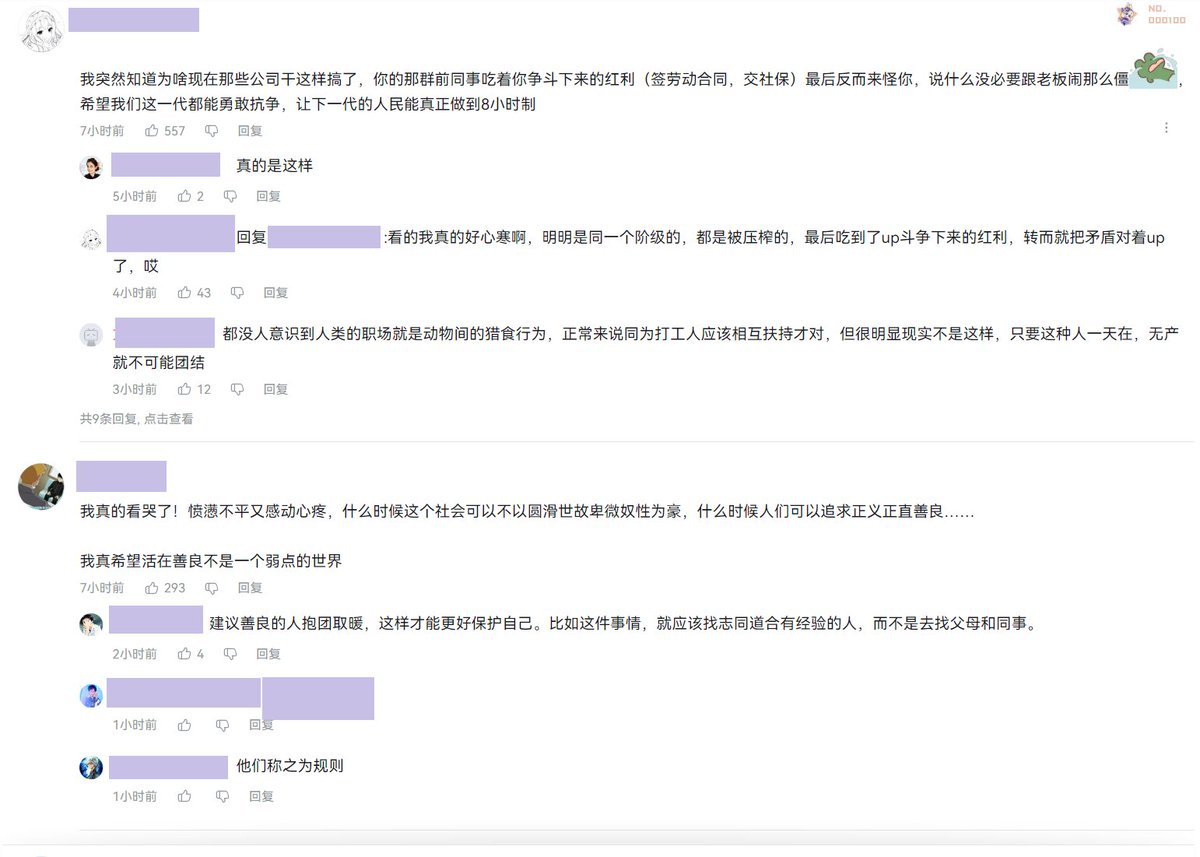 NO.
000100
我突然知道为啥现在那些公司干这样搞了，你的那群前同事吃着你争斗下来的红利（签劳动合同，交社保）最后反而来怪你，说什么没必要跟老板闹那么僵，
希望我们这一代都能勇敢抗争，让下一代的人民能真正做到8小时制
7小时前 557 回复
真的是这样
5小时前 2 回复
回复 :看的我真的好心寒啊，明明是同一个阶级的，都是被压榨的，最后吃到了up斗争下来的红利，转而就把矛盾对着up
了，哎
4小时前 43 回复
都没人意识到人类的职场就是动物间的猎食行为，正常来说同为打工人应该相互扶持才对，但很明显现实不是这样，只要这种人一天在，无产
就不可能团结
3小时前 12 回复
共9条回复, 点击查看
我真的看哭了！愤懑不平又感动心疼，什么时候这个社会可以不以圆滑世故卑微奴性为豪，什么时候人们可以追求正义正直善良……
我真希望活在善良不是一个弱点的世界
7小时前 293 回复
建议善良的人抱团取暖，这样才能更好保护自己。比如这件事情，就应该找志同道合有经验的人，而不是去找父母和同事。
2小时前 4 回复
1小时前 回复
他们称之为规则
1小时前 回复